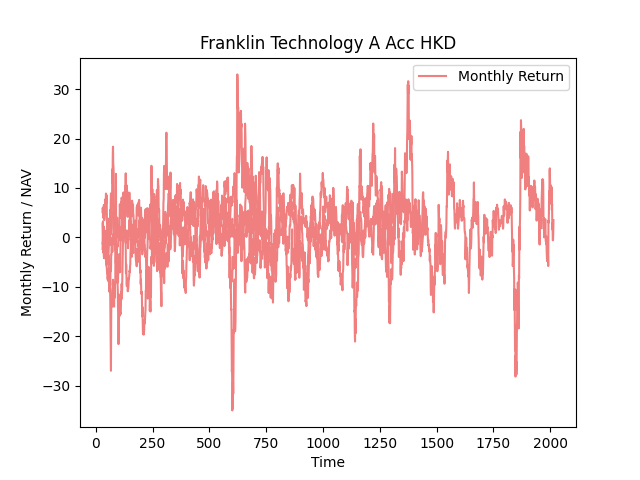 Franklin Technology A Acc HKD
Monthly Return
Monthly Return / NAV
30
20
10
0
−10
−20
−30
0 250 500 750 1000 1250 1500 1750 2000
Time